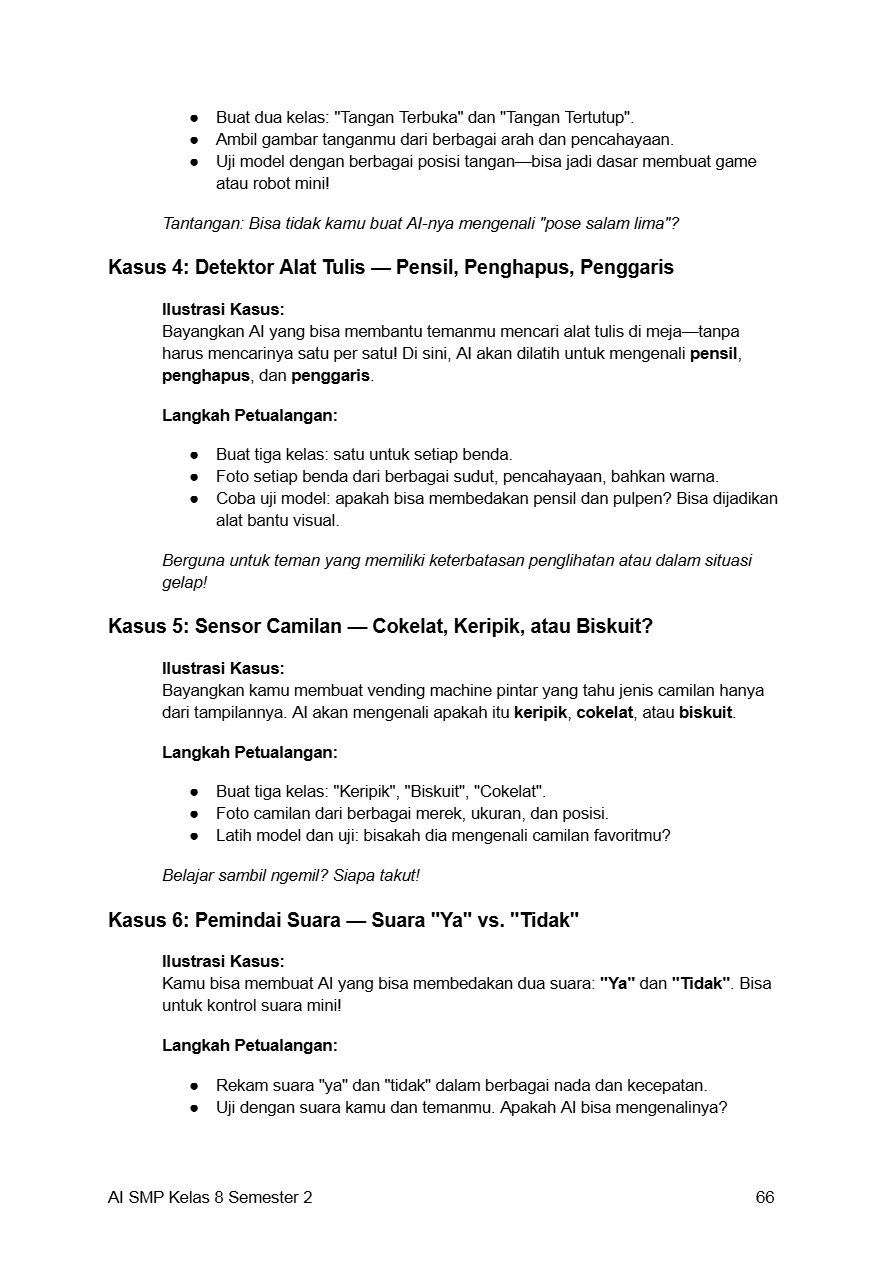 ● Buat dua kelas: "Tangan Terbuka" dan "Tangan Tertutup".
● Ambil gambar tanganmu dari berbagai arah dan pencahayaan.
● Uji model dengan berbagai posisi tangan—bisa jadi dasar membuat game
atau robot mini!
Tantangan: Bisa tidak kamu buat AI-nya mengenali "pose salam lima"?
Kasus 4: Detektor Alat Tulis — Pensil, Penghapus, Penggaris
Ilustrasi Kasus:
Bayangkan AI yang bisa membantu temanmu mencari alat tulis di meja—tanpa
harus mencarinya satu per satu! Di sini, AI akan dilatih untuk mengenali pensil,
penghapus, dan penggaris.
Langkah Petualangan:
● Buat tiga kelas: satu untuk setiap benda.
● Foto setiap benda dari berbagai sudut, pencahayaan, bahkan warna.
● Coba uji model: apakah bisa membedakan pensil dan pulpen? Bisa dijadikan
alat bantu visual.
Berguna untuk teman yang memiliki keterbatasan penglihatan atau dalam situasi
gelap!
Kasus 5: Sensor Camilan — Cokelat, Keripik, atau Biskuit?
Ilustrasi Kasus:
Bayangkan kamu membuat vending machine pintar yang tahu jenis camilan hanya
dari tampilannya. AI akan mengenali apakah itu keripik, cokelat, atau biskuit.
Langkah Petualangan:
● Buat tiga kelas: "Keripik", "Biskuit", "Cokelat".
● Foto camilan dari berbagai merek, ukuran, dan posisi.
● Latih model dan uji: bisakah dia mengenali camilan favoritmu?
Belajar sambil ngemil? Siapa takut!
Kasus 6: Pemindai Suara — Suara "Ya" vs. "Tidak"
Ilustrasi Kasus:
Kamu bisa membuat AI yang bisa membedakan dua suara: "Ya" dan "Tidak". Bisa
untuk kontrol suara mini!
Langkah Petualangan:
● Rekam suara "ya" dan "tidak" dalam berbagai nada dan kecepatan.
● Uji dengan suara kamu dan temanmu. Apakah AI bisa mengenalinya?
AI SMP Kelas 8 Semester 2 66